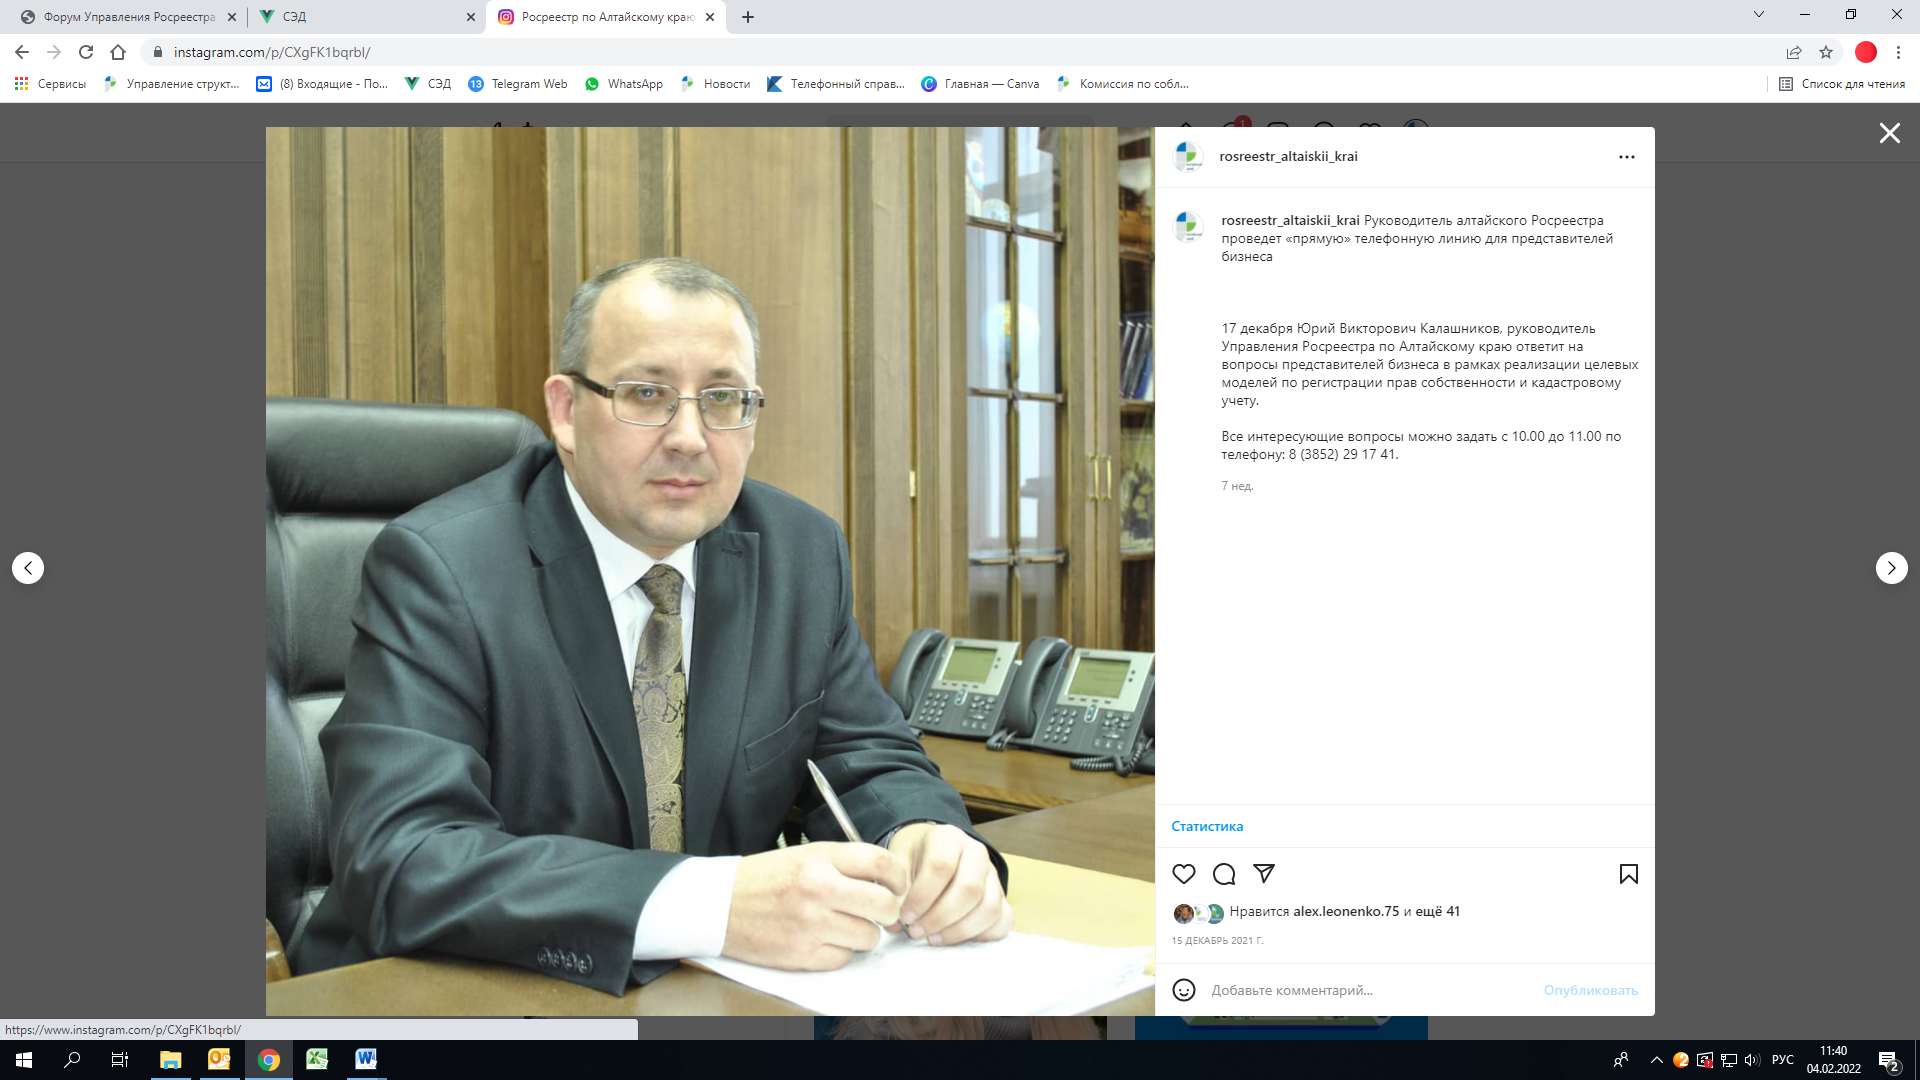 Форум Управления Росреестра
СЭД
Росреестр по Алтайскому краю
instagram.com/p/CXgFK1bqrbl/
Сервисы
Управление структ...
(8) Входящие - По...
СЭД
13
Telegram Web
WhatsApp
Новости
Телефонный справ...
Главная — Canva
Комиссия по собл...
Список для чтения
1
rosreestr_altaiskii_krai
rosreestr_altaiskii_krai Руководитель алтайского Росреестра
проведет «прямую» телефонную линию для представителей
бизнеса
17 декабря Юрий Викторович Калашников, руководитель
Управления Росреестра по Алтайскому краю ответит на
вопросы представителей бизнеса в рамках реализации целевых
моделей по регистрации прав собственности и кадастровому
учету.
Все интересующие вопросы можно задать с 10.00 до 11.00 по
телефону: 8 (3852) 29 17 41.
7 нед.
Статистика
Нравится alex.leonenko.75 и ещё 41
15 ДЕКАБРЬ 2021 Г.
Добавьте комментарий...
Опубликовать
https://www.instagram.com/p/CXgFK1bqrbl/
РУС
11:40
04.02.2022
2